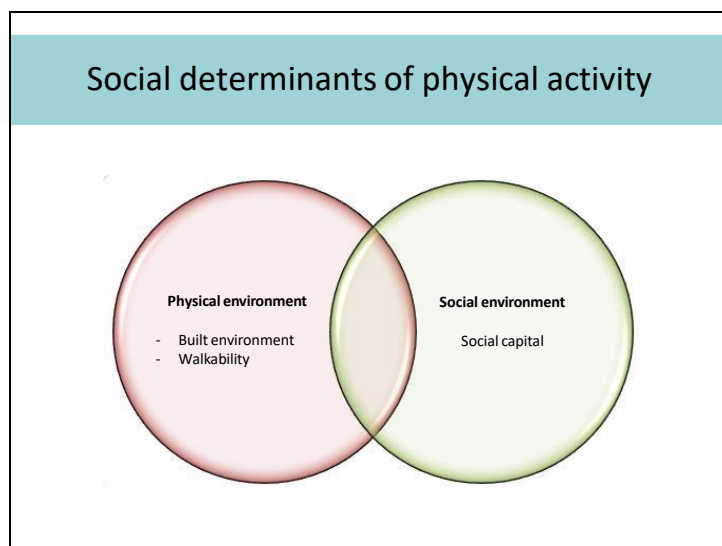 Social determinants of physical activity
Physical environment
- Built environment
- Walkability
Social environment
Social capital